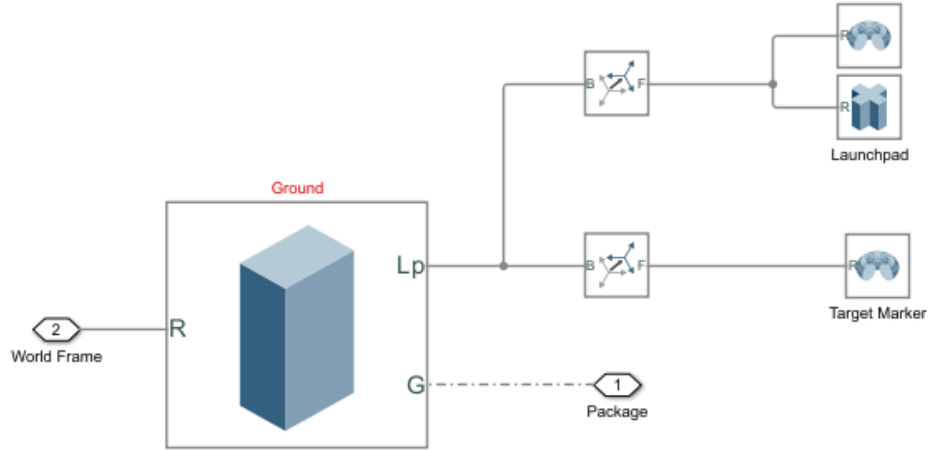 R
B
F
R
Launchpad
Ground
Lp
B
F
R
Target Marker
2
R
World Frame
G
1
Package